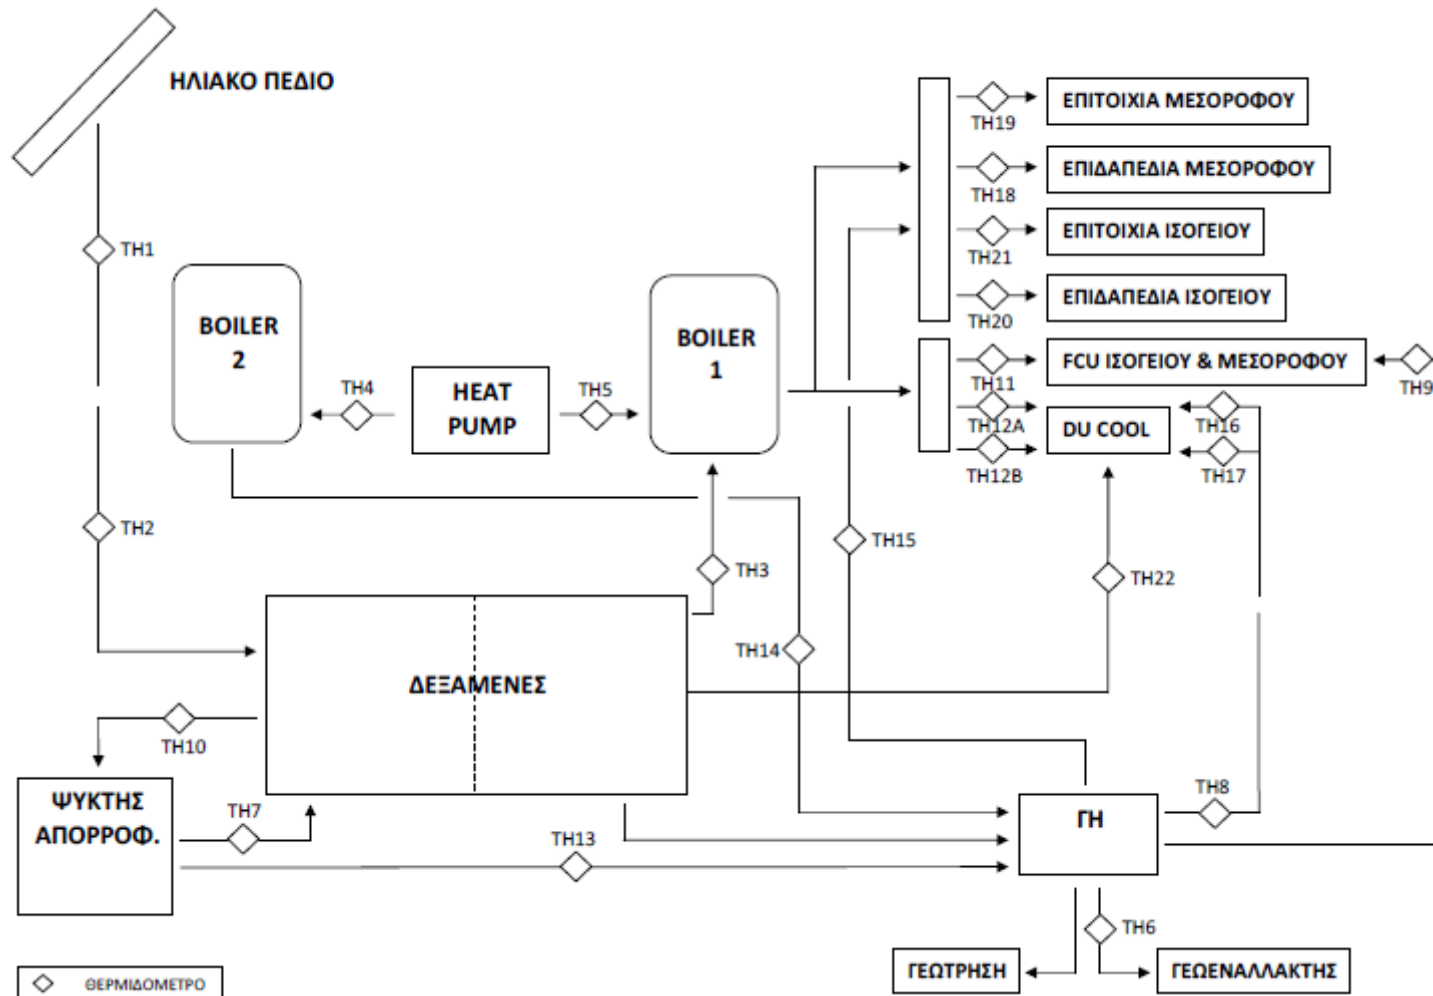 ΗΛΙΑΚΟ ΠΕΔΙΟ
ΕΠΙΤΟΙΧΙΑ ΜΕΣΟΡΟΦΟΥ
TH19
ΕΠΙΔΑΠΕΔΙΑ ΜΕΣΟΡΟΦΟΥ
TH18
TH1
ΕΠΙΤΟΙΧΙΑ ΙΣΟΓΕΙΟΥ
TH21
ΕΠΙΔΑΠΕΔΙΑ ΙΣΟΓΕΙΟΥ
TH20
BOILER
2
BOILER
1
FCU ΙΣΟΓΕΙΟΥ & ΜΕΣΟΡΟΦΟΥ
TH11
TH9
TH4
HEAT
PUMP
TH5
TH12A
DU COOL
TH16
TH12B
TH17
TH2
TH15
TH3
TH22
TH14
ΔΕΞΑΜΕΝΕΣ
TH10
ΨΥΚΤΗΣ
ΑΠΟΡΡΟΦ.
TH7
TH13
ΓΗ
TH8
TH6
ΓΕΩΤΡΗΣΗ
ΓΕΩΕΝΑΛΛΑΚΤΗΣ
ΘΕΡΜΙΔΟΜΕΤΡΟ